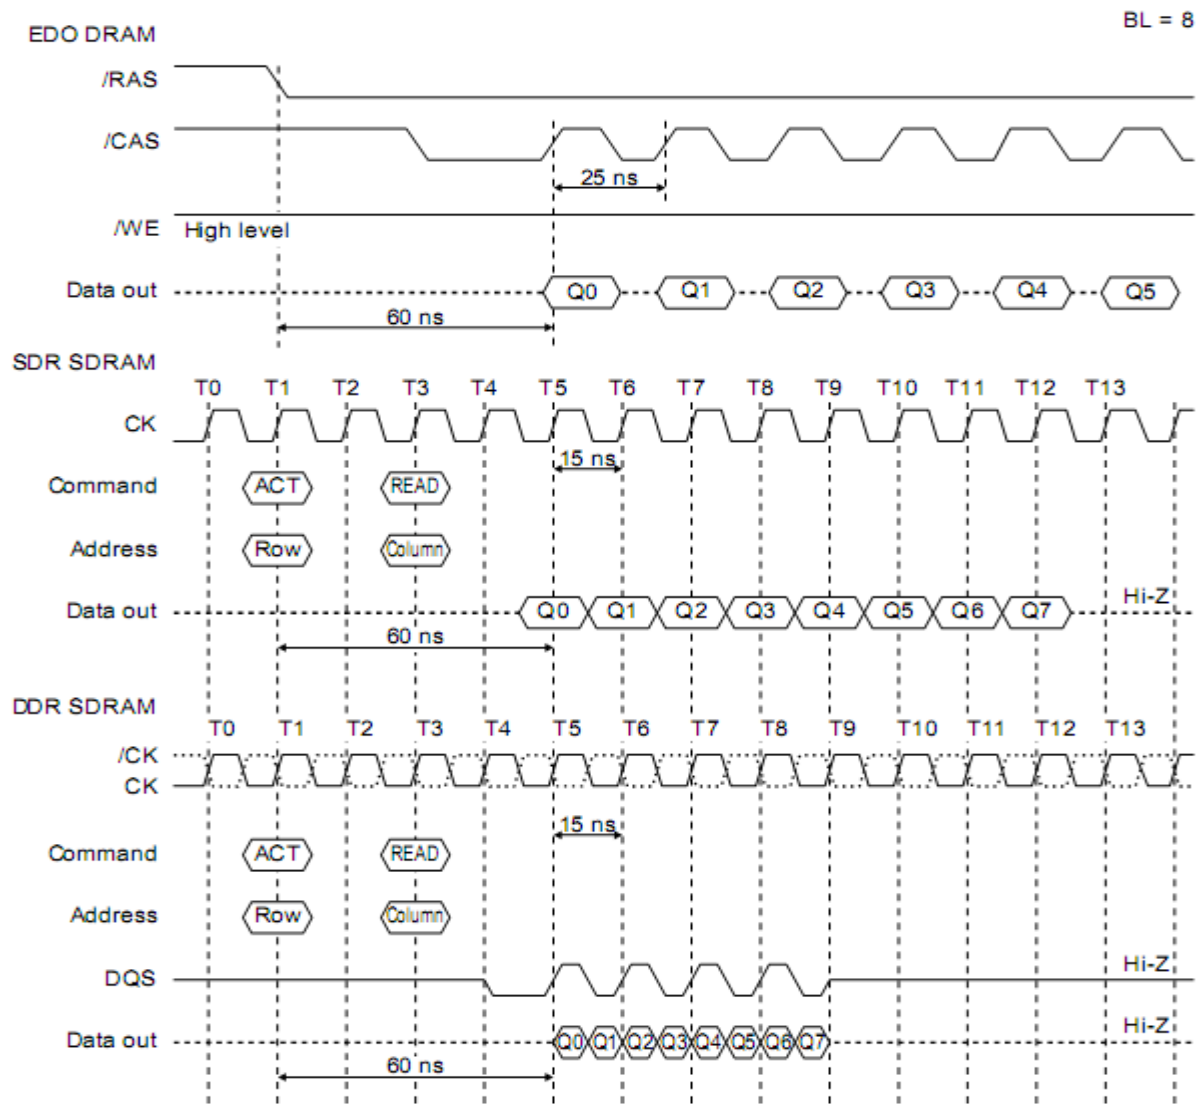 BL = 8
EDO DRAM
/RAS
/CAS
25 ns
/WE High level
Data out Q0 Q1 Q2 Q3 Q4 Q5
60 ns
SDR SDRAM
T0 T1 T2 T3 T4 T5 T6 T7 T8 T9 T10 T11 T12 T13
CK
15 ns
Command ACT READ
Address Row Column
Data out Q0 Q1 Q2 Q3 Q4 Q5 Q6 Q7 Hi-Z
60 ns
DDR SDRAM
T0 T1 T2 T3 T4 T5 T6 T7 T8 T9 T10 T11 T12 T13
/CK
CK
15 ns
Command ACT READ
Address Row Column
DQS Hi-Z
Data out Q0 Q1 Q2 Q3 Q4 Q5 Q6 Q7 Hi-Z
60 ns